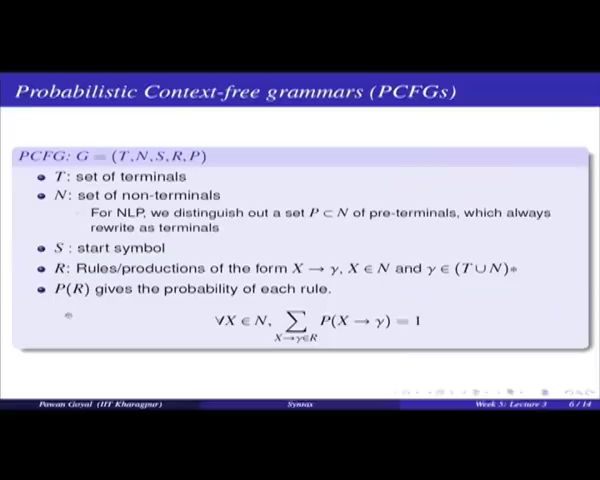 Probabilistic Context-free grammars (PCFGs)
PCFG: G = (T, N, S, R, P)
T: set of terminals
N: set of non-terminals
For NLP, we distinguish out a set P ⊂ N of pre-terminals, which always
rewrite as terminals
S : start symbol
R: Rules/productions of the form X → γ, X ∈ N and γ ∈ (T ∪ N)*
P(R) gives the probability of each rule.
∀X ∈ N, ∑ P(X → γ) = 1
X→γ∈R
Pawan Goyal (IIT Kharagpur) Syntax Week 5: Lecture 3 6 / 14